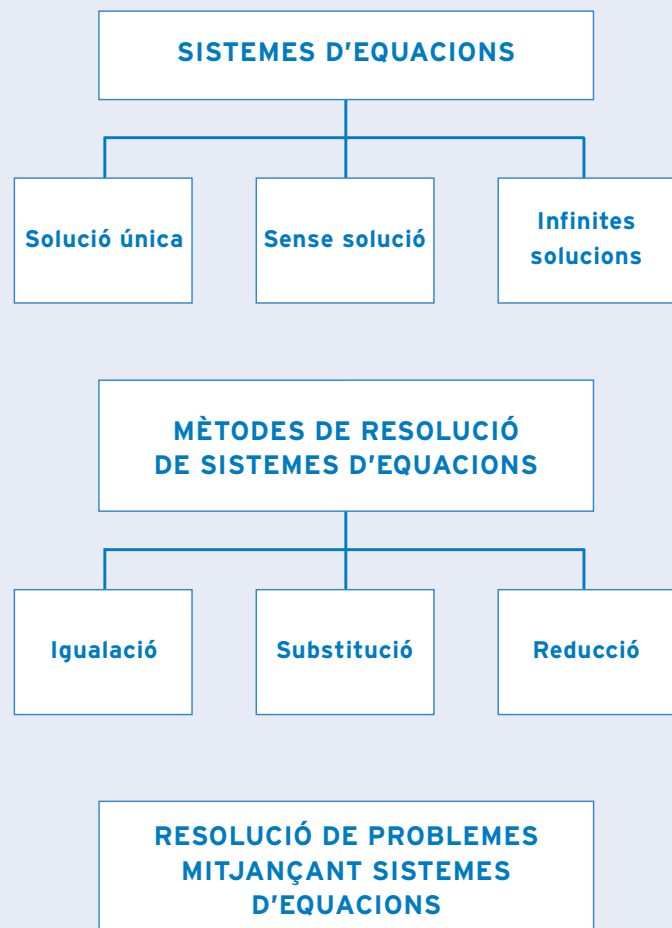 SISTEMES D'EQUACIONS
Solució única
Sense solució
Infinites
solucions
MÈTODES DE RESOLUCIÓ
DE SISTEMES D'EQUACIONS
Igualació
Substitució
Reducció
RESOLUCIÓ DE PROBLEMES
MITJANÇANT SISTEMES
D'EQUACIONS